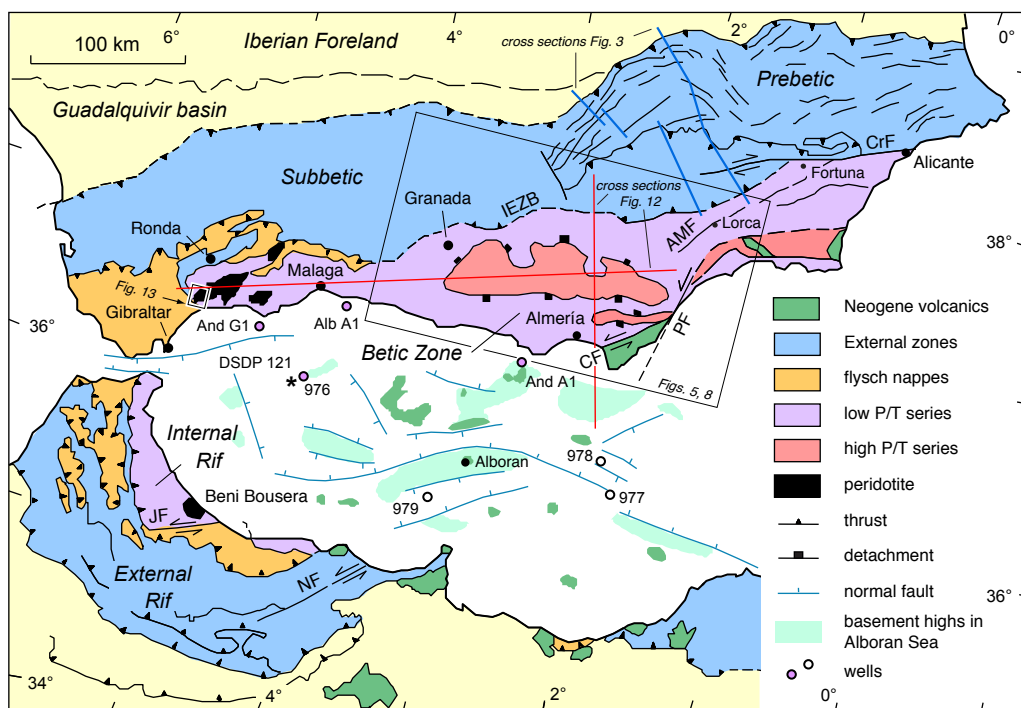 6°
4°
2°
0°
100 km
Iberian Foreland
cross sections Fig. 3
Prebetic
Guadalquivir basin
CrF
Alicante
Subbetic
Fortuna
Granada
IEZB
cross sections
Fig. 12
AMF
Lorca
Ronda
38°
Malaga
Fig. 13
Gibraltar
36°
And G1
Alb A1
Almería
PF
Betic Zone
CF
DSDP 121
976
And A1
Figs. 5, 8
Internal
Rif
Alboran
978
Beni Bousera
979
977
JF
External
Rif
NF
36°
34°
4°
2°
0°
Neogene volcanics
External zones
flysch nappes
low P/T series
high P/T series
peridotite
thrust
detachment
normal fault
basement highs in
Alboran Sea
wells